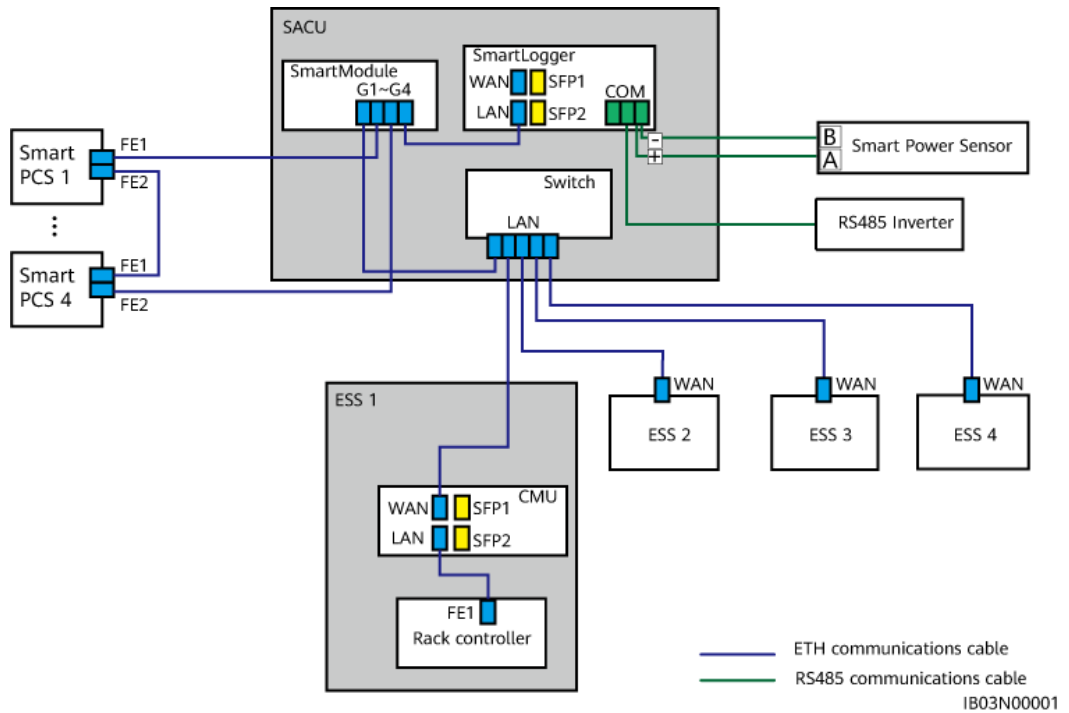 SACU
SmartModule
G1~G4
SmartLogger
WAN SFP1
LAN SFP2
COM
-
+
B
A
Smart Power Sensor
RS485 Inverter
Smart
PCS 1
FE1
FE2
⋮
Smart
PCS 4
FE1
FE2
Switch
LAN
ESS 1
CMU
WAN SFP1
LAN SFP2
FE1
Rack controller
WAN
ESS 2
WAN
ESS 3
WAN
ESS 4
ETH communications cable
RS485 communications cable
IB03N00001